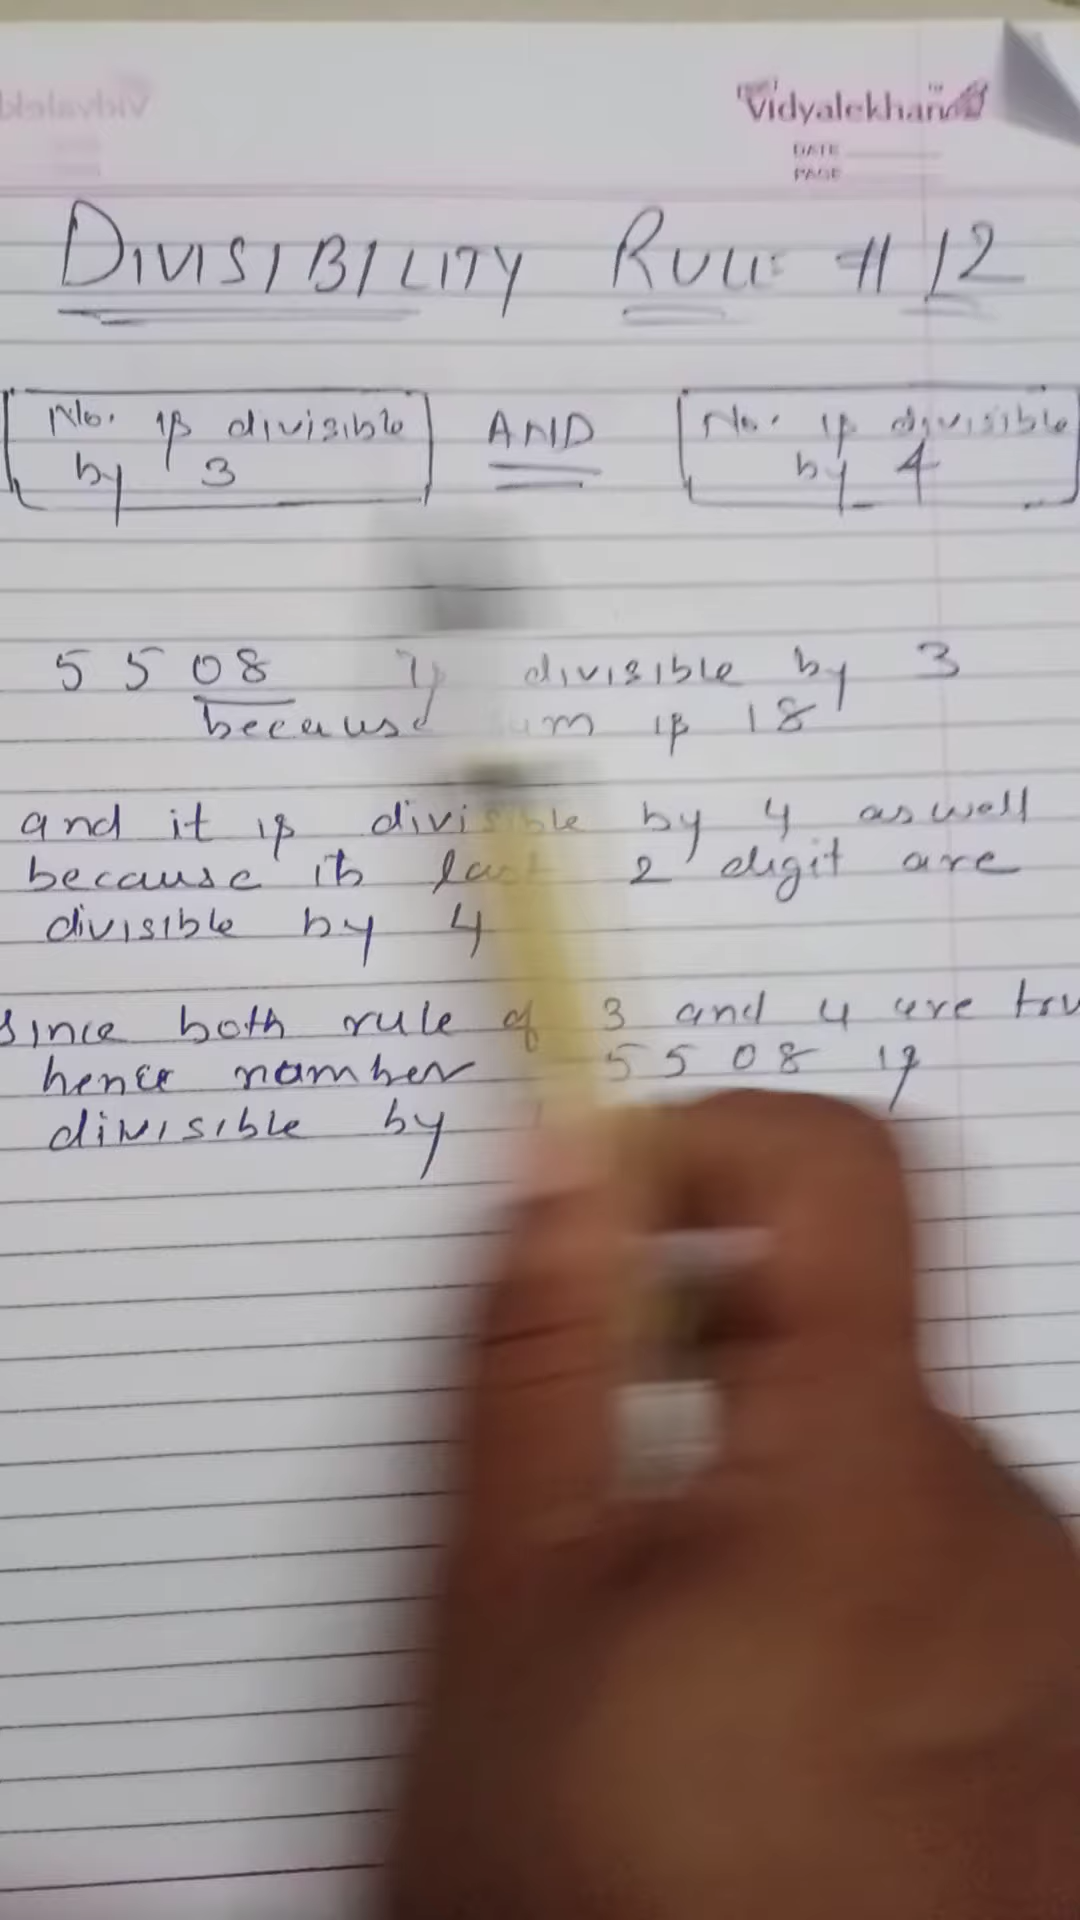 Vidyalekhan
DATE
PAGE
DIVISIBILITY RULE # 12
No. is divisible by 3 AND No. is divisible by 4
5508 is divisible by 3
because sum is 18
and it is divisible by 4 as well
because its last 2 digit are
divisible by 4
since both rule of 3 and 4 are tru
hence number 5508 is
divisible by